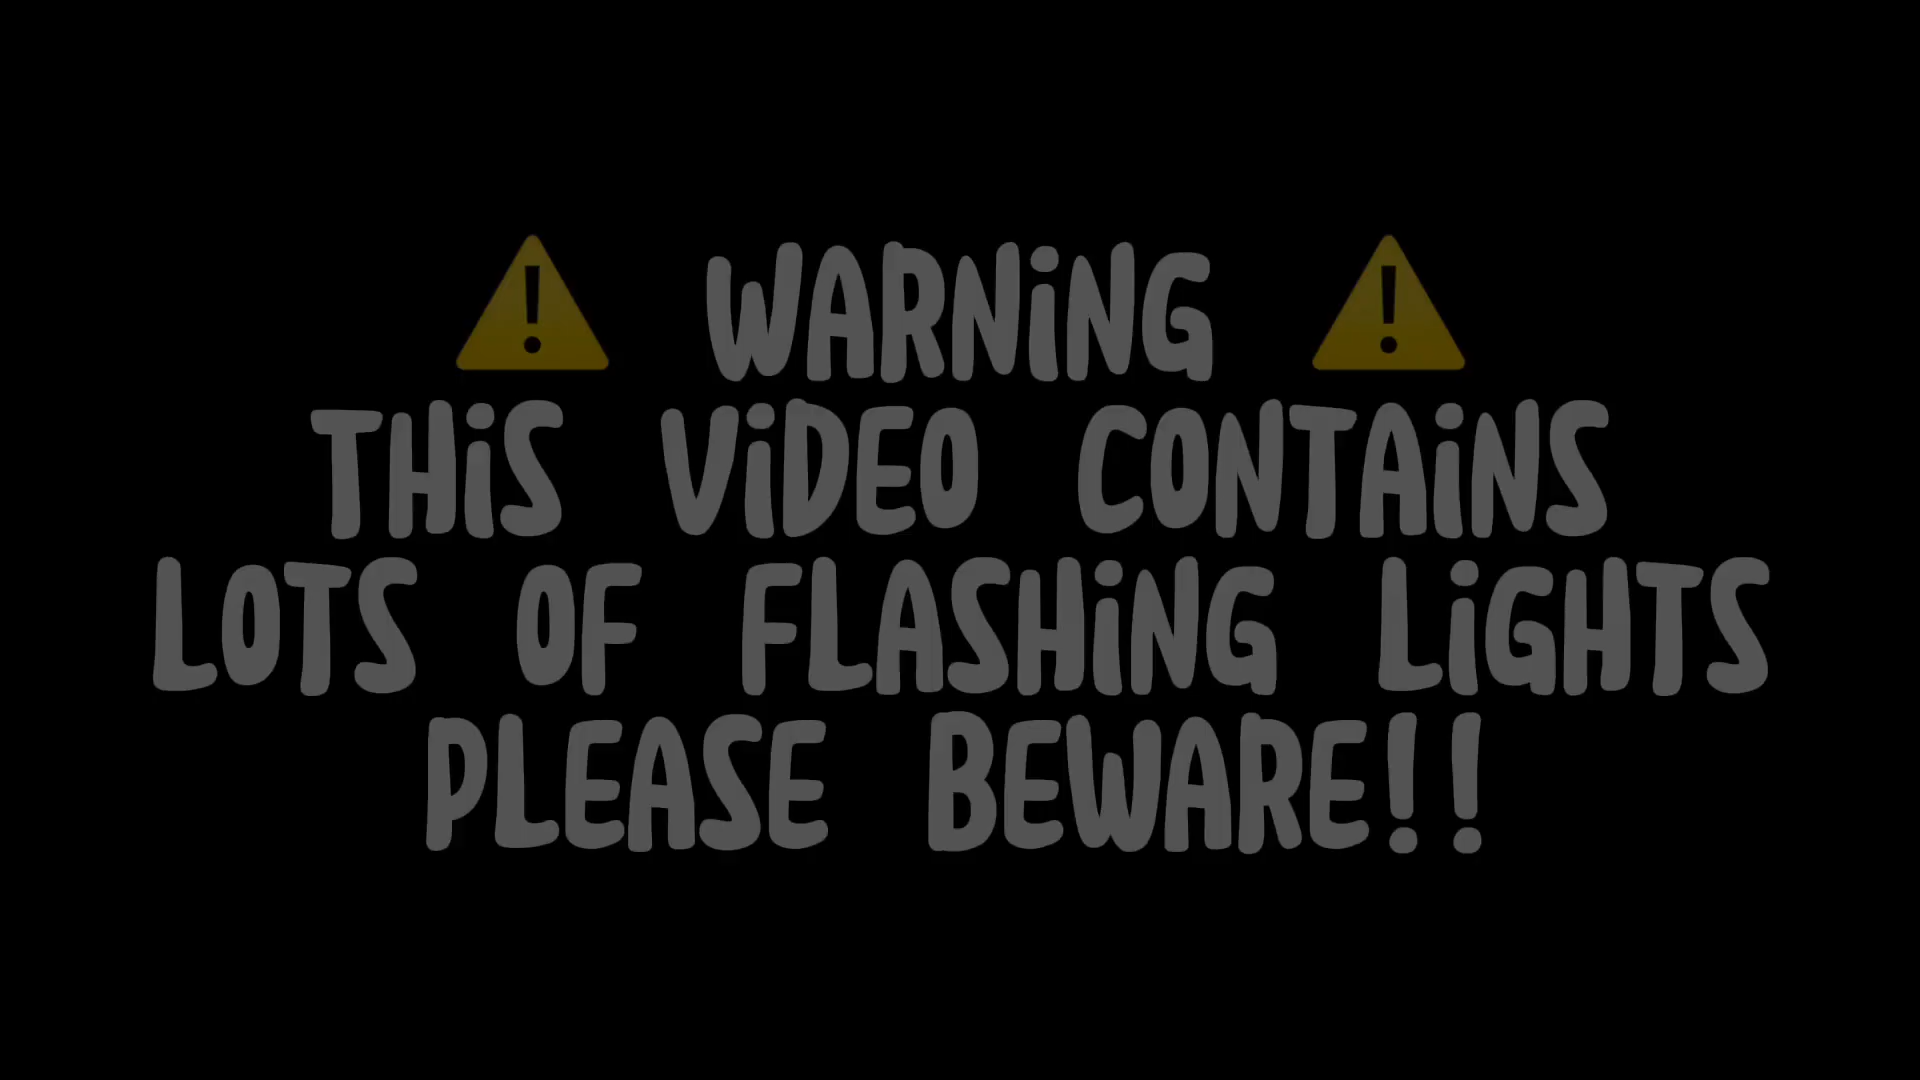 ⚠️ WARNiNG ⚠️
THiS ViDEO CONTAiNS
LOTS OF FLASHiNG LiGHTS
PLEASE BEWARE!!